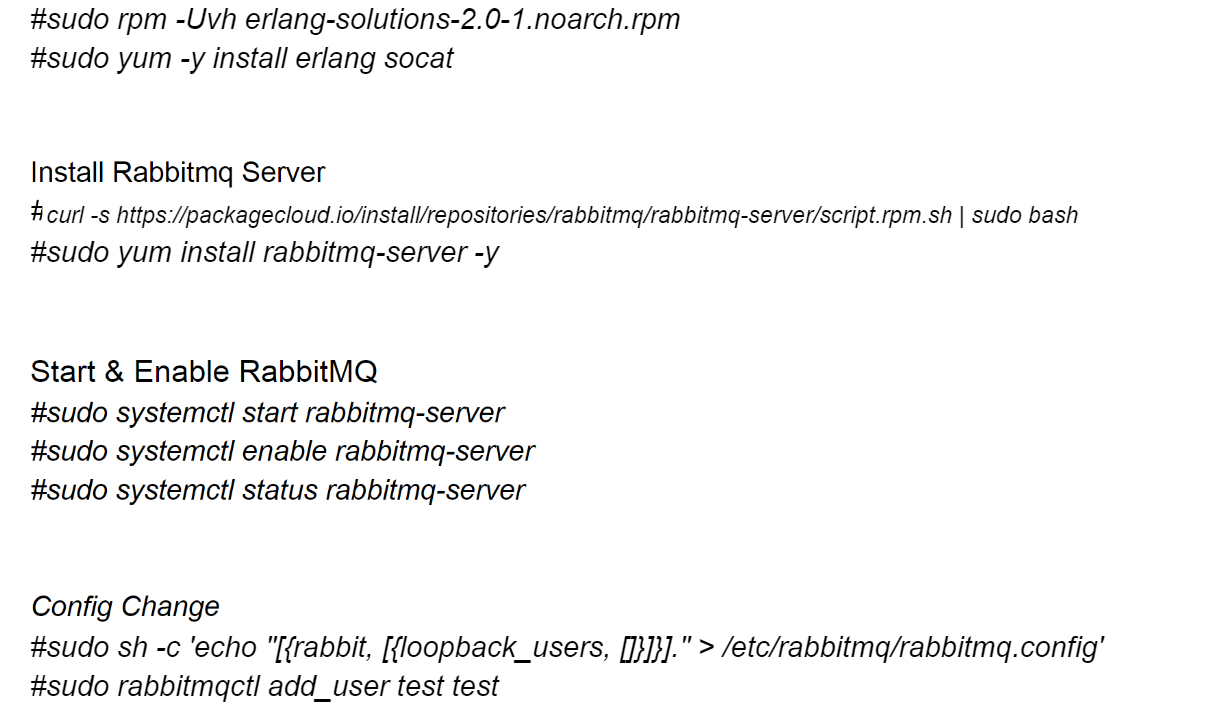 #sudo rpm -Uvh erlang-solutions-2.0-1.noarch.rpm
#sudo yum -y install erlang socat
Install Rabbitmq Server
#curl -s https://packagecloud.io/install/repositories/rabbitmq/rabbitmq-server/script.rpm.sh | sudo bash
#sudo yum install rabbitmq-server -y
Start & Enable RabbitMQ
#sudo systemctl start rabbitmq-server
#sudo systemctl enable rabbitmq-server
#sudo systemctl status rabbitmq-server
Config Change
#sudo sh -c 'echo "[{rabbit, [{loopback_users, []}]}]." > /etc/rabbitmq/rabbitmq.config'
#sudo rabbitmqctl add_user test test